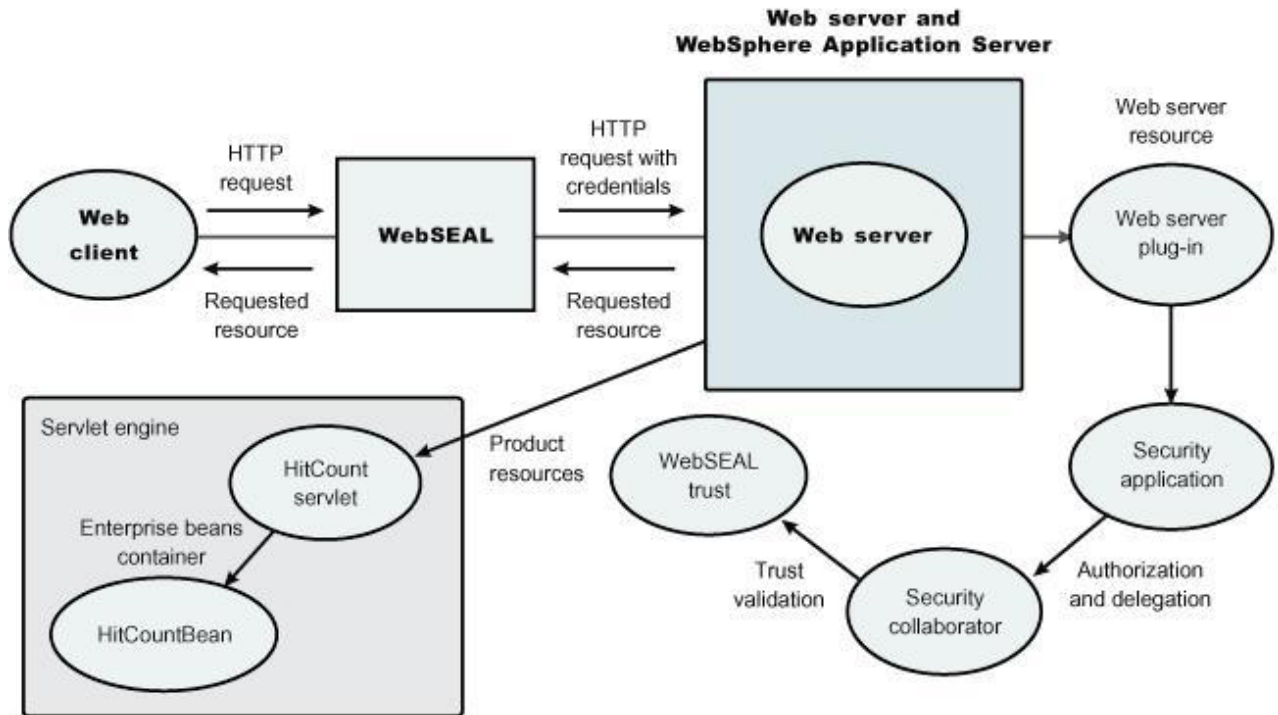 Web server and
WebSphere Application Server
HTTP
request
HTTP
request with
credentials
Web server
resource
Web
client
WebSEAL
Web server
Web server
plug-in
Requested
resource
Requested
resource
Servlet engine
HitCount
servlet
Product
resources
WebSEAL
trust
Security
application
Enterprise beans
container
Trust
validation
Authorization
and delegation
HitCountBean
Security
collaborator